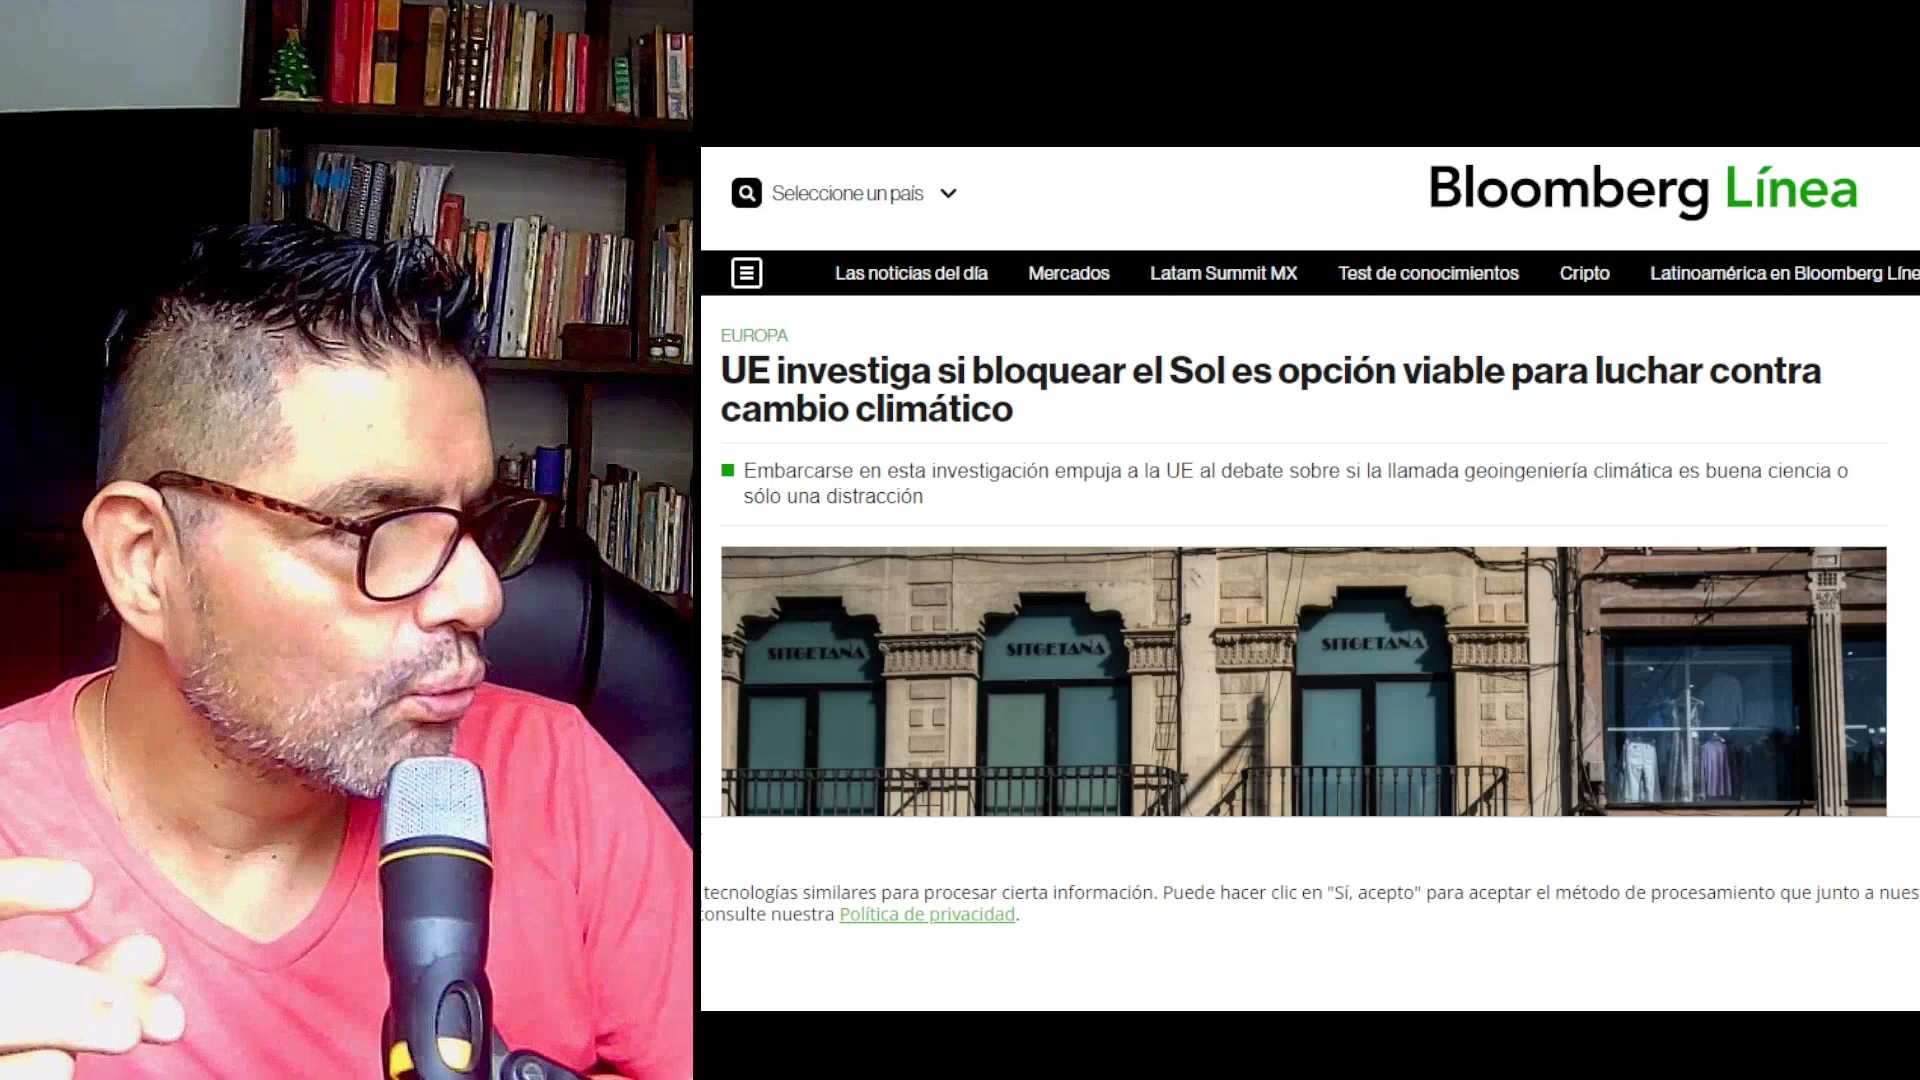 Seleccione un país
Bloomberg Línea
Las noticias del día Mercados Latam Summit MX Test de conocimientos Cripto Latinoamérica en Bloomberg Líne
EUROPA
UE investiga si bloquear el Sol es opción viable para luchar contra
cambio climático
Embarcarse en esta investigación empuja a la UE al debate sobre si la llamada geoingeniería climática es buena ciencia o
sólo una distracción
SITGETANA SITGETANA SITGETANA
tecnologías similares para procesar cierta información. Puede hacer clic en "Sí, acepto" para aceptar el método de procesamiento que junto a nues
consulte nuestra Política de privacidad.